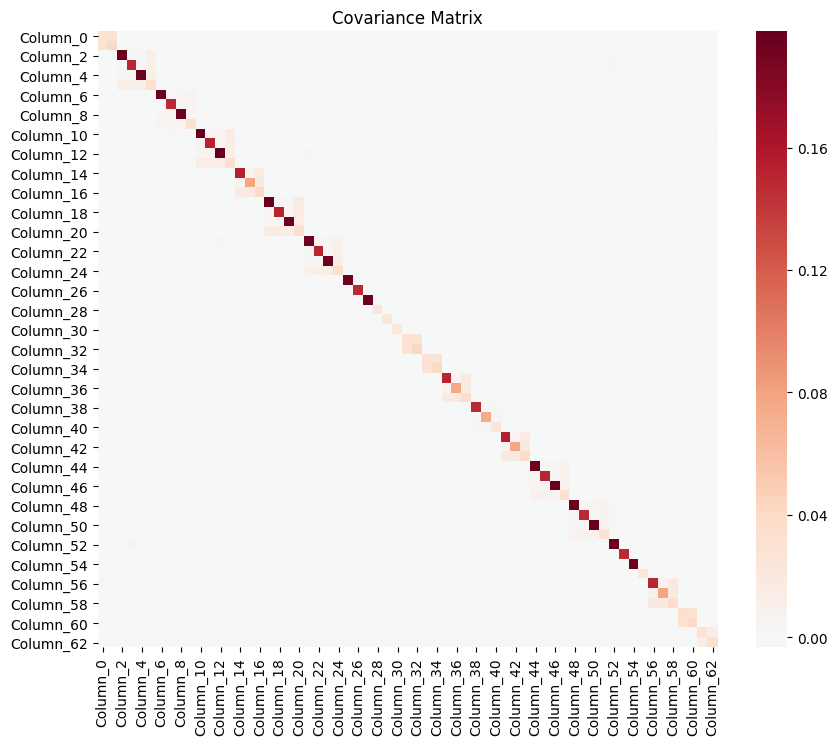 Covariance Matrix
Column_0
Column_2
Column_4
Column_6
Column_8
Column_10
Column_12
Column_14
Column_16
Column_18
Column_20
Column_22
Column_24
Column_26
Column_28
Column_30
Column_32
Column_34
Column_36
Column_38
Column_40
Column_42
Column_44
Column_46
Column_48
Column_50
Column_52
Column_54
Column_56
Column_58
Column_60
Column_62
Column_0
Column_2
Column_4
Column_6
Column_8
Column_10
Column_12
Column_14
Column_16
Column_18
Column_20
Column_22
Column_24
Column_26
Column_28
Column_30
Column_32
Column_34
Column_36
Column_38
Column_40
Column_42
Column_44
Column_46
Column_48
Column_50
Column_52
Column_54
Column_56
Column_58
Column_60
Column_62
0.16
0.12
0.08
0.04
0.00